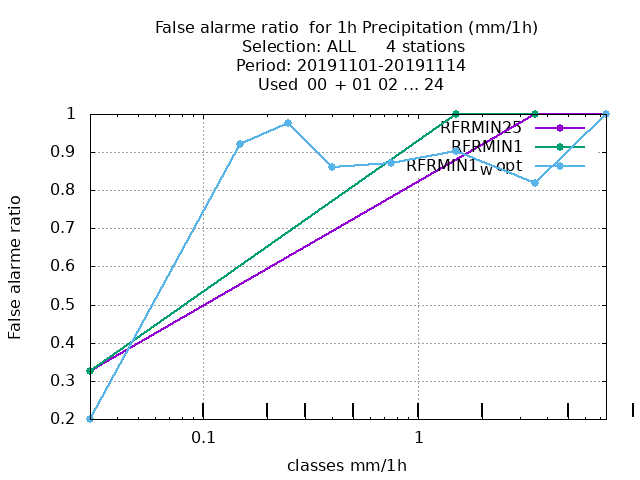 False alarme ratio  for 1h Precipitation (mm/1h)
Selection: ALL      4 stations
Period: 20191101-20191114
Used  00  + 01 02 ... 24
1
0.9
0.8
0.7
0.6
0.5
0.4
0.3
0.2
0.1
1
False alarme ratio
classes mm/1h
RFRMIN25
RFRMIN1
RFRMIN1W opt